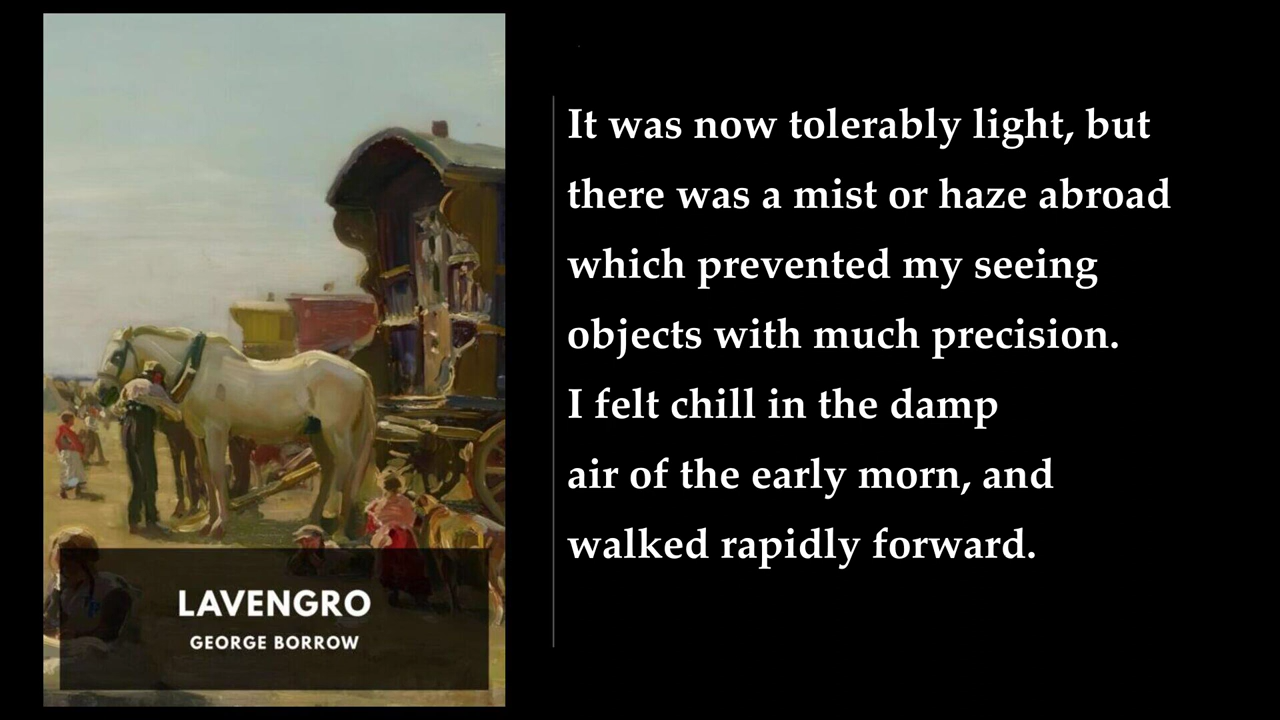 LAVENGRO
GEORGE BORROW
It was now tolerably light, but
there was a mist or haze abroad
which prevented my seeing
objects with much precision.
I felt chill in the damp
air of the early morn, and
walked rapidly forward.